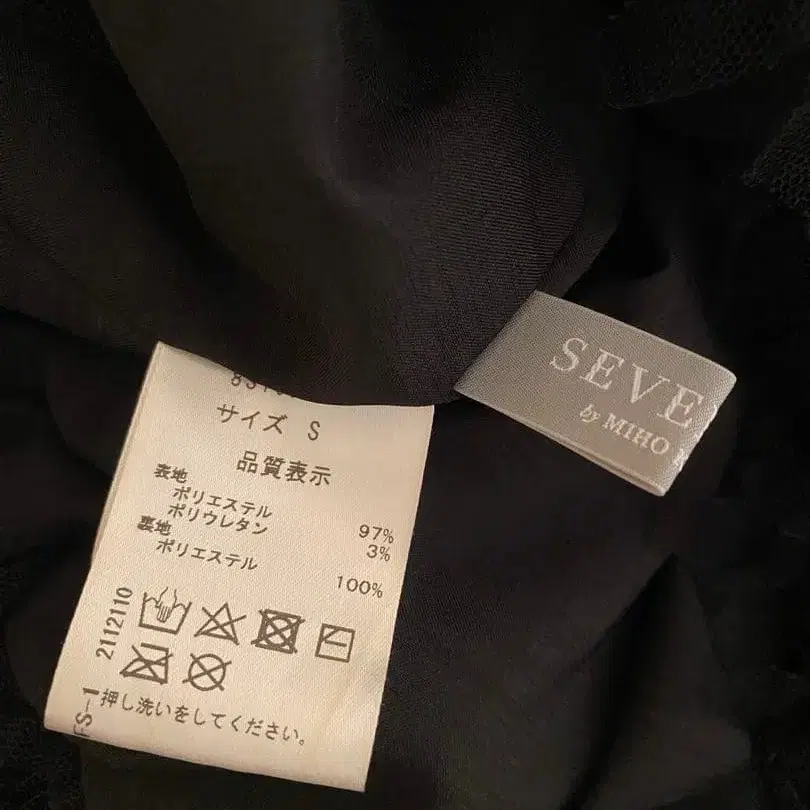 サイズ S
品質表示
表地
ポリエステル 97%
ポリウレタン 3%
裏地
ポリエステル 100%
2112110
押し洗いをしてください。
SEVE
by MIHO K